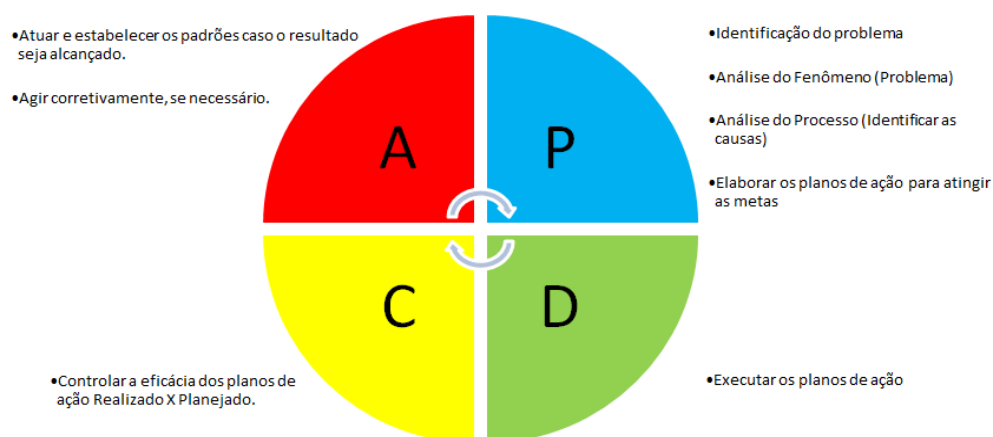 •Atuar e estabelecer os padrões caso o resultado
seja alcançado.
•Agir corretivamente, se necessário.
A
P
•Identificação do problema
•Análise do Fenômeno (Problema)
•Análise do Processo (Identificar as
causas)
•Elaborar os planos de ação para atingir
as metas
C
D
•Controlar a eficácia dos planos de
ação Realizado X Planejado.
•Executar os planos de ação